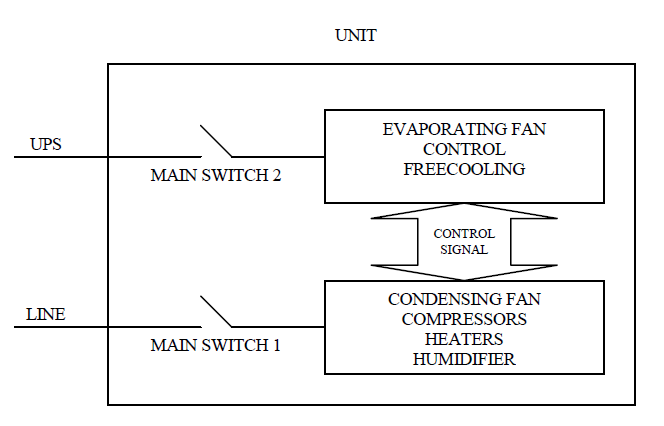 UNIT
UPS
MAIN SWITCH 2
EVAPORATING FAN
CONTROL
FREECOOLING
CONTROL
SIGNAL
LINE
MAIN SWITCH 1
CONDENSING FAN
COMPRESSORS
HEATERS
HUMIDIFIER